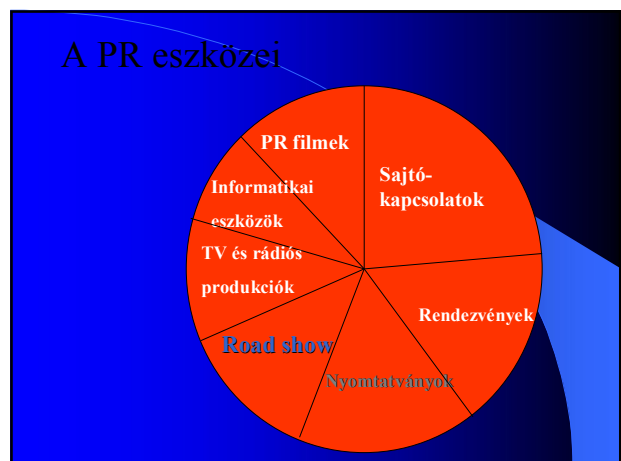 A PR eszközei
PR filmek
Sajtó-
kapcsolatok
Informatikai
eszközök
TV és rádiós
produkciók
Rendezvények
Road show
Nyomtatványok